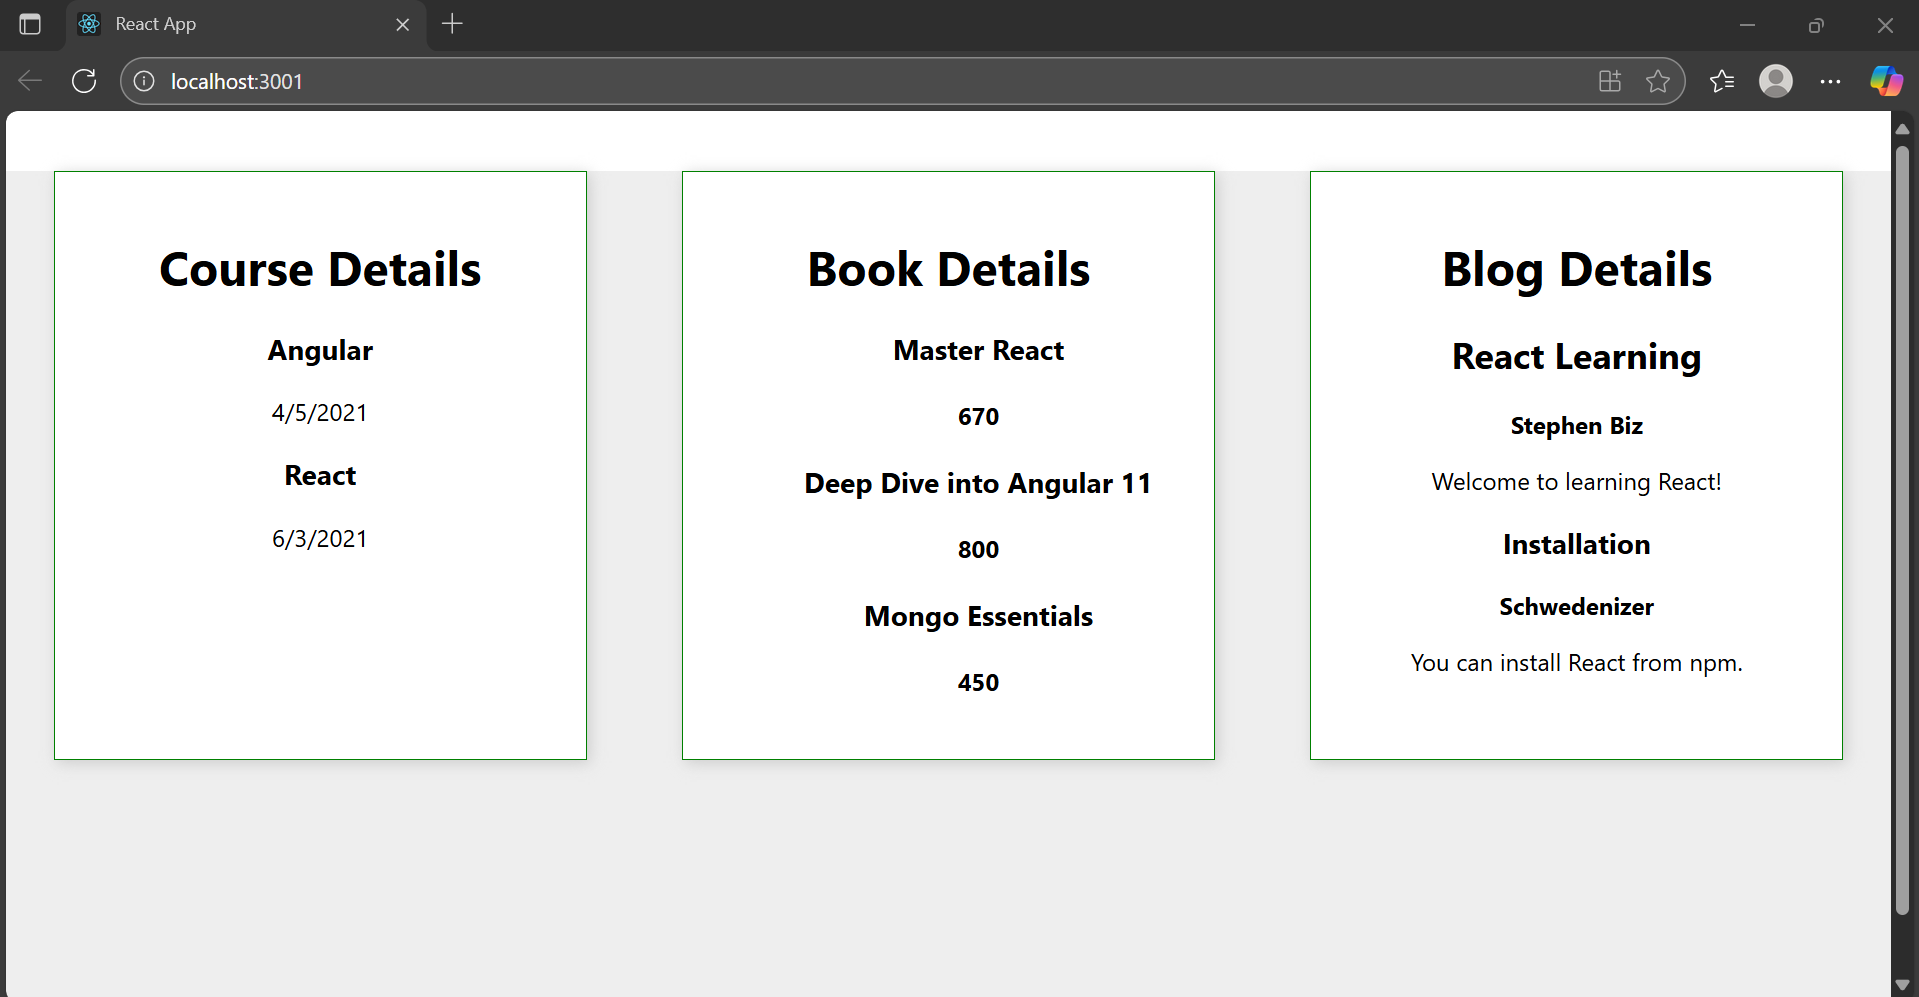 React App
localhost:3001
Course Details
Angular
4/5/2021
React
6/3/2021
Book Details
Master React
670
Deep Dive into Angular 11
800
Mongo Essentials
450
Blog Details
React Learning
Stephen Biz
Welcome to learning React!
Installation
Schwedenizer
You can install React from npm.